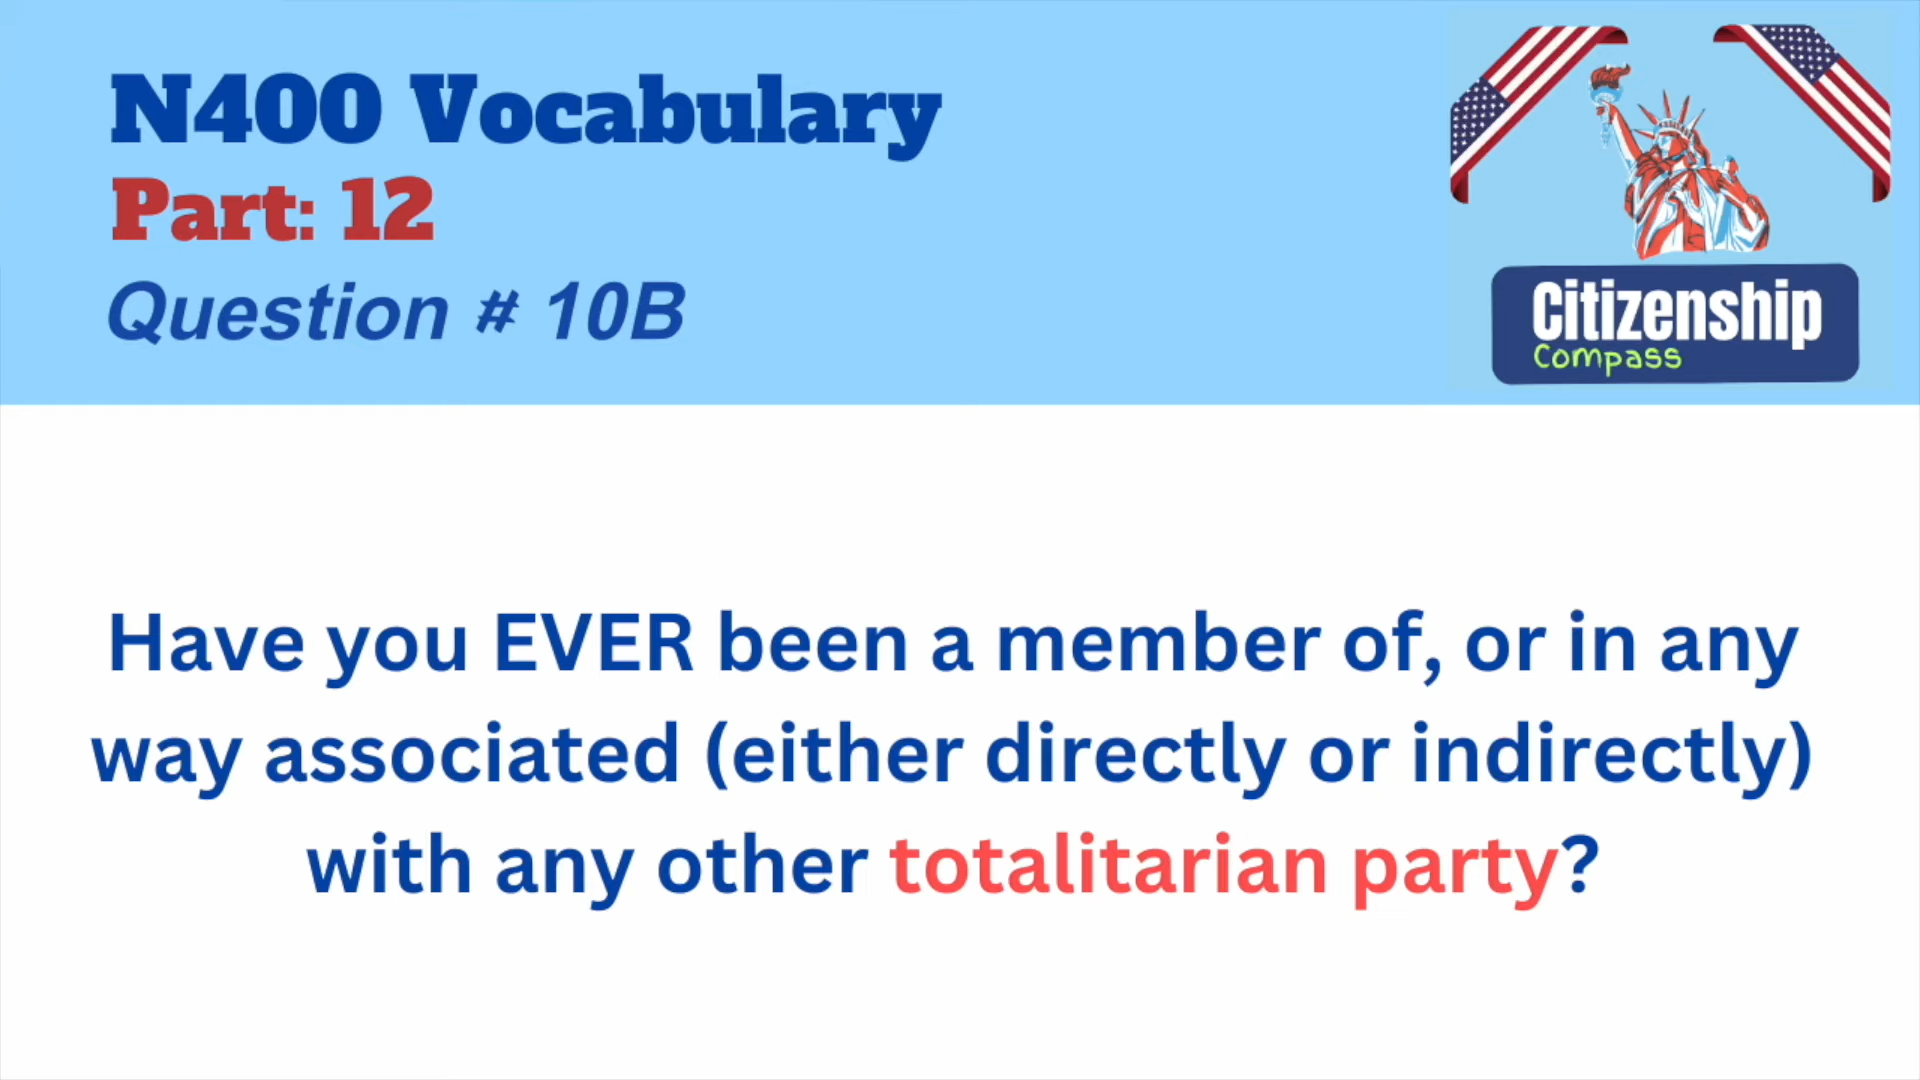 N400 Vocabulary
Part: 12
Question # 10B
Citizenship
Compass
Have you EVER been a member of, or in any
way associated (either directly or indirectly)
with any other totalitarian party?